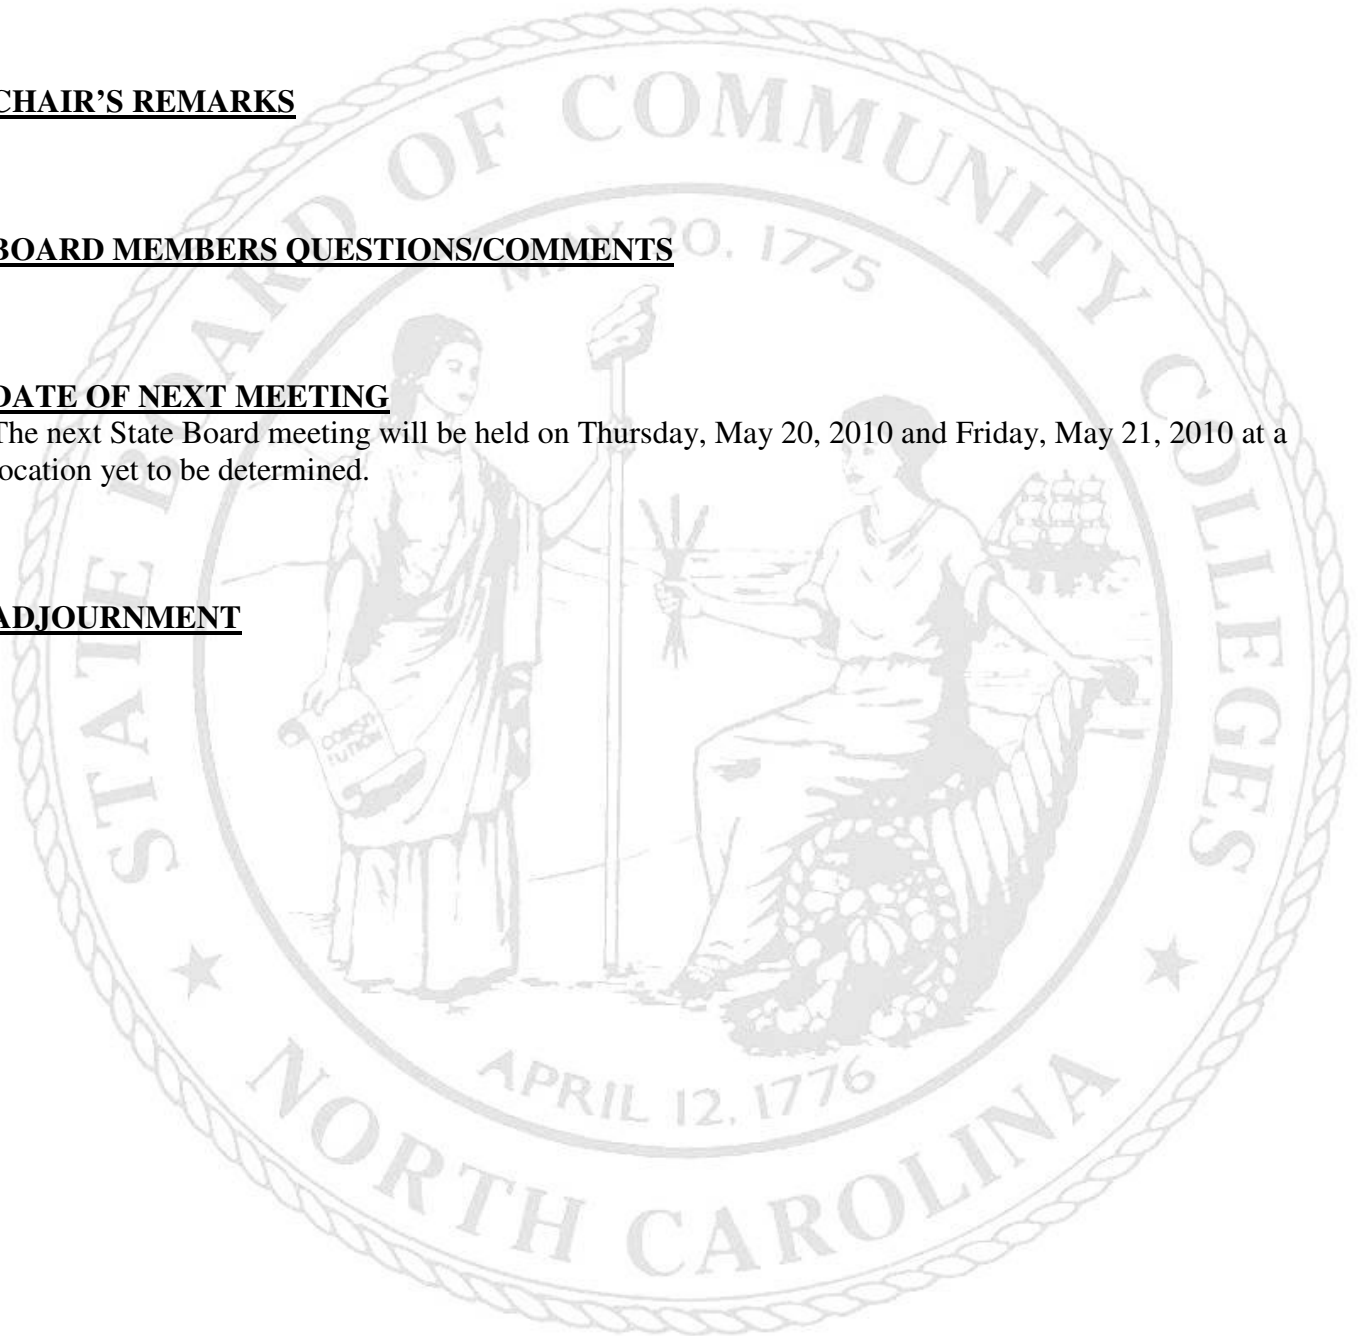 CHAIR'S REMARKS
BOARD MEMBERS QUESTIONS/COMMENTS
DATE OF NEXT MEETING
The next State Board meeting will be held on Thursday, May 20, 2010 and Friday, May 21, 2010 at a
location yet to be determined.
ADJOURNMENT
STATE BOARD OF COMMUNITY COLLEGES
MAY 20, 1775
CONSTI
TUTION
APRIL 12, 1776
NORTH CAROLINA